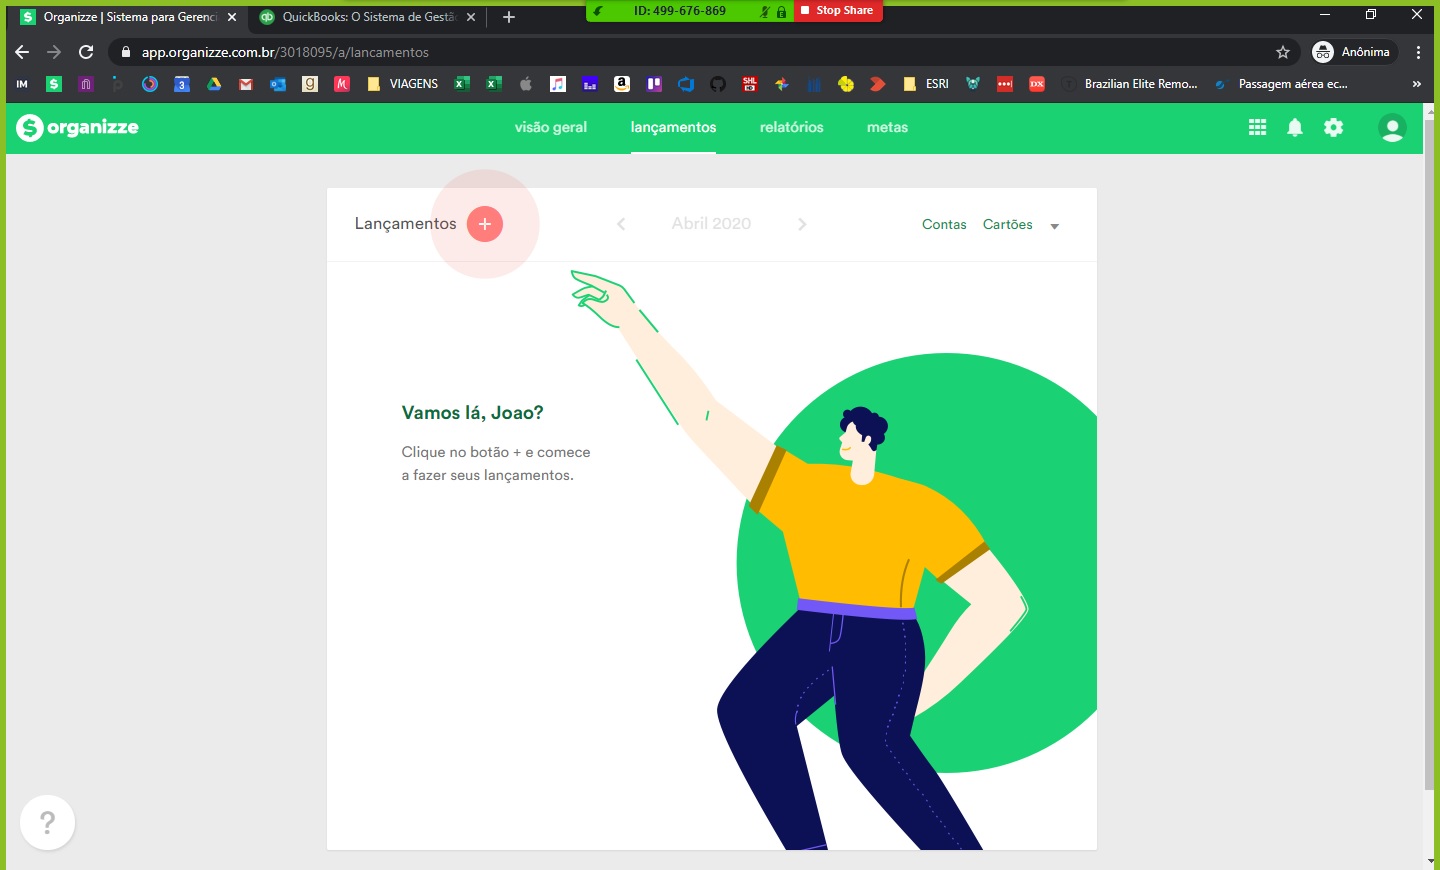 ID: 499-676-869
Stop Share
Organizze | Sistema para Gerenci
QuickBooks: O Sistema de Gestão
app.organizze.com.br/3018095/a/lancamentos
Anônima
IM
VIAGENS
ESRI
DX
Brazilian Elite Remo...
Passagem aérea ec...
organizze
visão geral
lançamentos
relatórios
metas
Lançamentos
Abril 2020
Contas
Cartões
Vamos lá, Joao?
Clique no botão + e comece
a fazer seus lançamentos.
?